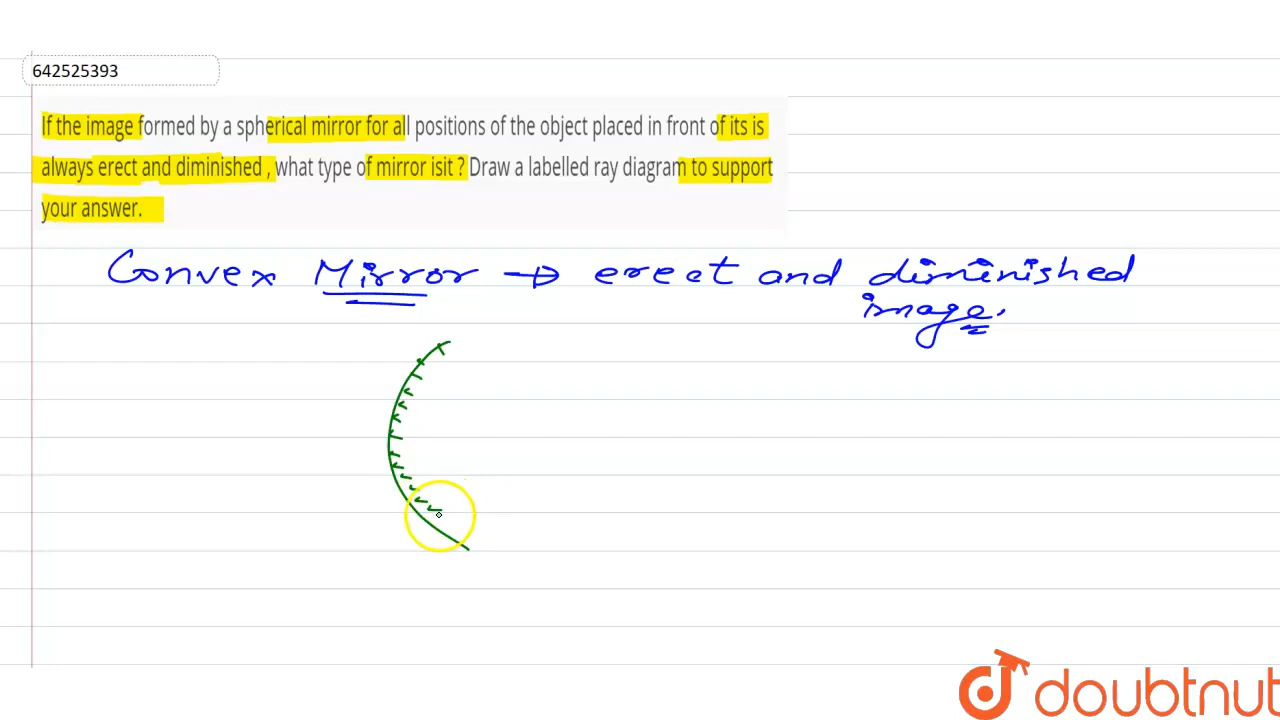 642525393
If the image formed by a spherical mirror for all positions of the object placed in front of its is
always erect and diminished , what type of mirror isit ? Draw a labelled ray diagram to support
your answer.
Convex Mirror → erect and diminished
image.
doubtnut